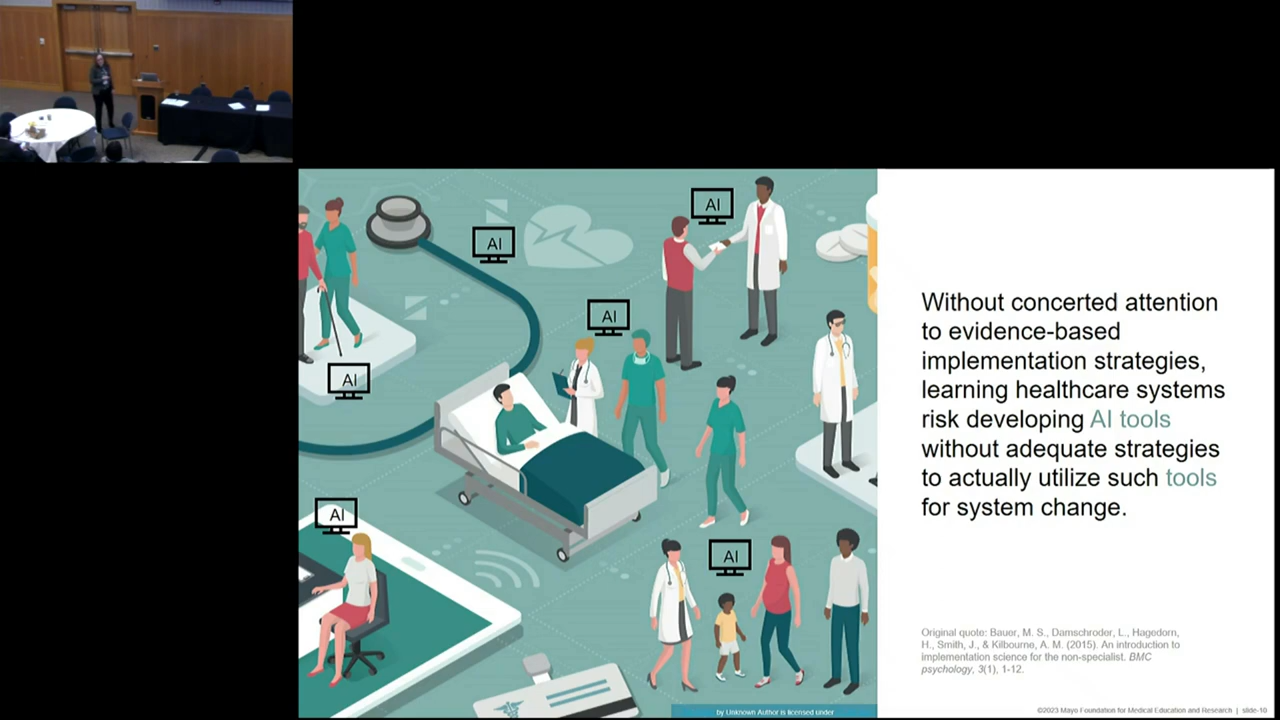 AI
AI
AI
AI
AI
AI
Without concerted attention
to evidence-based
implementation strategies,
learning healthcare systems
risk developing AI tools
without adequate strategies
to actually utilize such tools
for system change.
Original quote: Bauer, M. S., Damschroder, L., Hagedorn,
H., Smith, J., & Kilbourne, A. M. (2015). An introduction to
implementation science for the non-specialist. BMC
psychology, 3(1), 1-12.
by Unknown Author is licensed under
©2023 Mayo Foundation for Medical Education and Research | slide-10